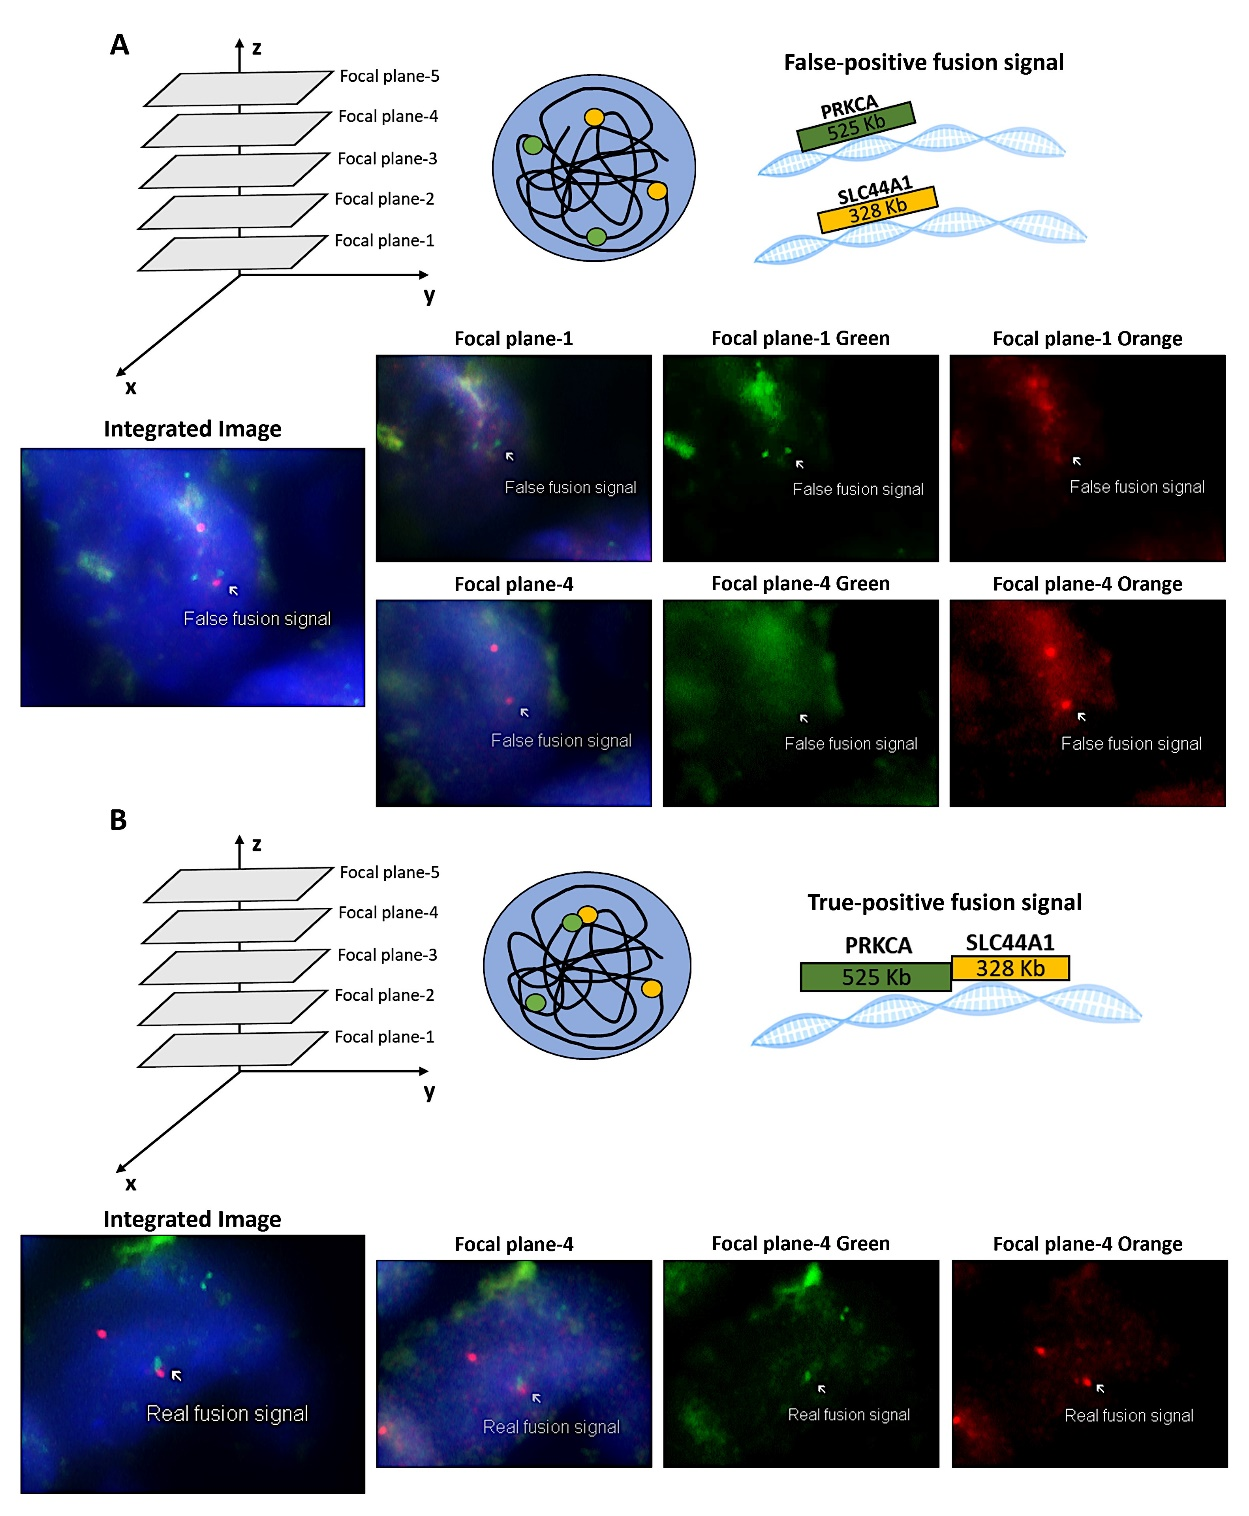 A
z
Focal plane-5
Focal plane-4
Focal plane-3
Focal plane-2
Focal plane-1
y
x
False-positive fusion signal
PRKCA
525 Kb
SLC44A1
328 Kb
Integrated Image
False fusion signal
Focal plane-1
False fusion signal
Focal plane-1 Green
False fusion signal
Focal plane-1 Orange
False fusion signal
Focal plane-4
False fusion signal
Focal plane-4 Green
False fusion signal
Focal plane-4 Orange
False fusion signal
B
z
Focal plane-5
Focal plane-4
Focal plane-3
Focal plane-2
Focal plane-1
y
x
True-positive fusion signal
PRKCA
SLC44A1
525 Kb
328 Kb
Integrated Image
Real fusion signal
Focal plane-4
Real fusion signal
Focal plane-4 Green
Real fusion signal
Focal plane-4 Orange
Real fusion signal